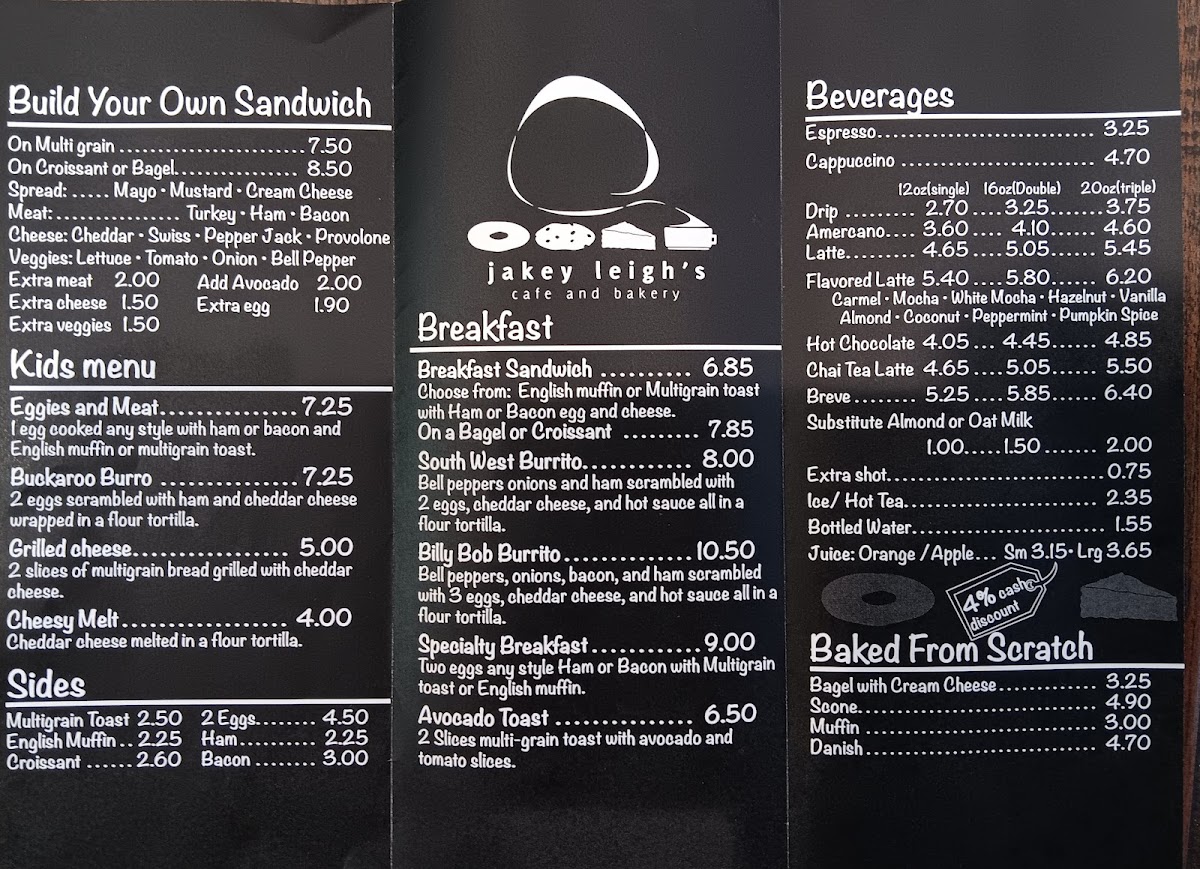 Build Your Own Sandwich
On Multi grain ........................7.50
On Croissant or Bagel................ 8.50
Spread: ..... Mayo • Mustard • Cream Cheese
Meat:................ Turkey • Ham • Bacon
Cheese: Cheddar • Swiss • Pepper Jack • Provolone
Veggies: Lettuce • Tomato • Onion • Bell Pepper
Extra meat 2.00 Add Avocado 2.00
Extra cheese 1.50 Extra egg 1.90
Extra veggies 1.50
Kids menu
Eggies and Meat................7.25
1 egg cooked any style with ham or bacon and
English muffin or multigrain toast.
Buckaroo Burro ................ 7.25
2 eggs scrambled with ham and cheddar cheese
wrapped in a flour tortilla.
Grilled cheese.................. 5.00
2 slices of multigrain bread grilled with cheddar
cheese.
Cheesy Melt.................... 4.00
Cheddar cheese melted in a flour tortilla.
Sides
Multigrain Toast 2.50 2 Eggs........ 4.50
English Muffin .. 2.25 Ham.......... 2.25
Croissant ...... 2.60 Bacon ........ 3.00
jakey leigh's
cafe and bakery
Breakfast
Breakfast Sandwich .......... 6.85
Choose from: English muffin or Multigrain toast
with Ham or Bacon egg and cheese.
On a Bagel or Croissant ......... 7.85
South West Burrito............ 8.00
Bell peppers onions and ham scrambled with
2 eggs, cheddar cheese, and hot sauce all in a
flour tortilla.
Billy Bob Burrito..............10.50
Bell peppers, onions, bacon, and ham scrambled
with 3 eggs, cheddar cheese, and hot sauce all in a
flour tortilla.
Specialty Breakfast............9.00
Two eggs any style Ham or Bacon with Multigrain
toast or English muffin.
Avocado Toast ............... 6.50
2 Slices multi-grain toast with avocado and
tomato slices.
Beverages
Espresso............................ 3.25
Cappuccino ......................... 4.70
12oz(single) 16oz(Double) 20oz(triple)
Drip ......... 2.70 .... 3.25.......3.75
Amercano.... 3.60 .... 4.10....... 4.60
Latte......... 4.65 .... 5.05....... 5.45
Flavored Latte 5.40 .... 5.80....... 6.20
Carmel • Mocha • White Mocha • Hazelnut • Vanilla
Almond • Coconut • Peppermint • Pumpkin Spice
Hot Chocolate 4.05 ... 4.45....... 4.85
Chai Tea Latte 4.65 ....5.05....... 5.50
Breve ........ 5.25 .... 5.85....... 6.40
Substitute Almond or Oat Milk
1.00.....1.50 ....... 2.00
Extra shot............................0.75
Ice/ Hot Tea.......................... 2.35
Bottled Water......................... 1.55
Juice: Orange /Apple... Sm 3.15 • Lrg 3.65
4% cash
discount
Baked From Scratch
Bagel with Cream Cheese............. 3.25
Scone................................ 4.90
Muffin .............................. 3.00
Danish............................... 4.70